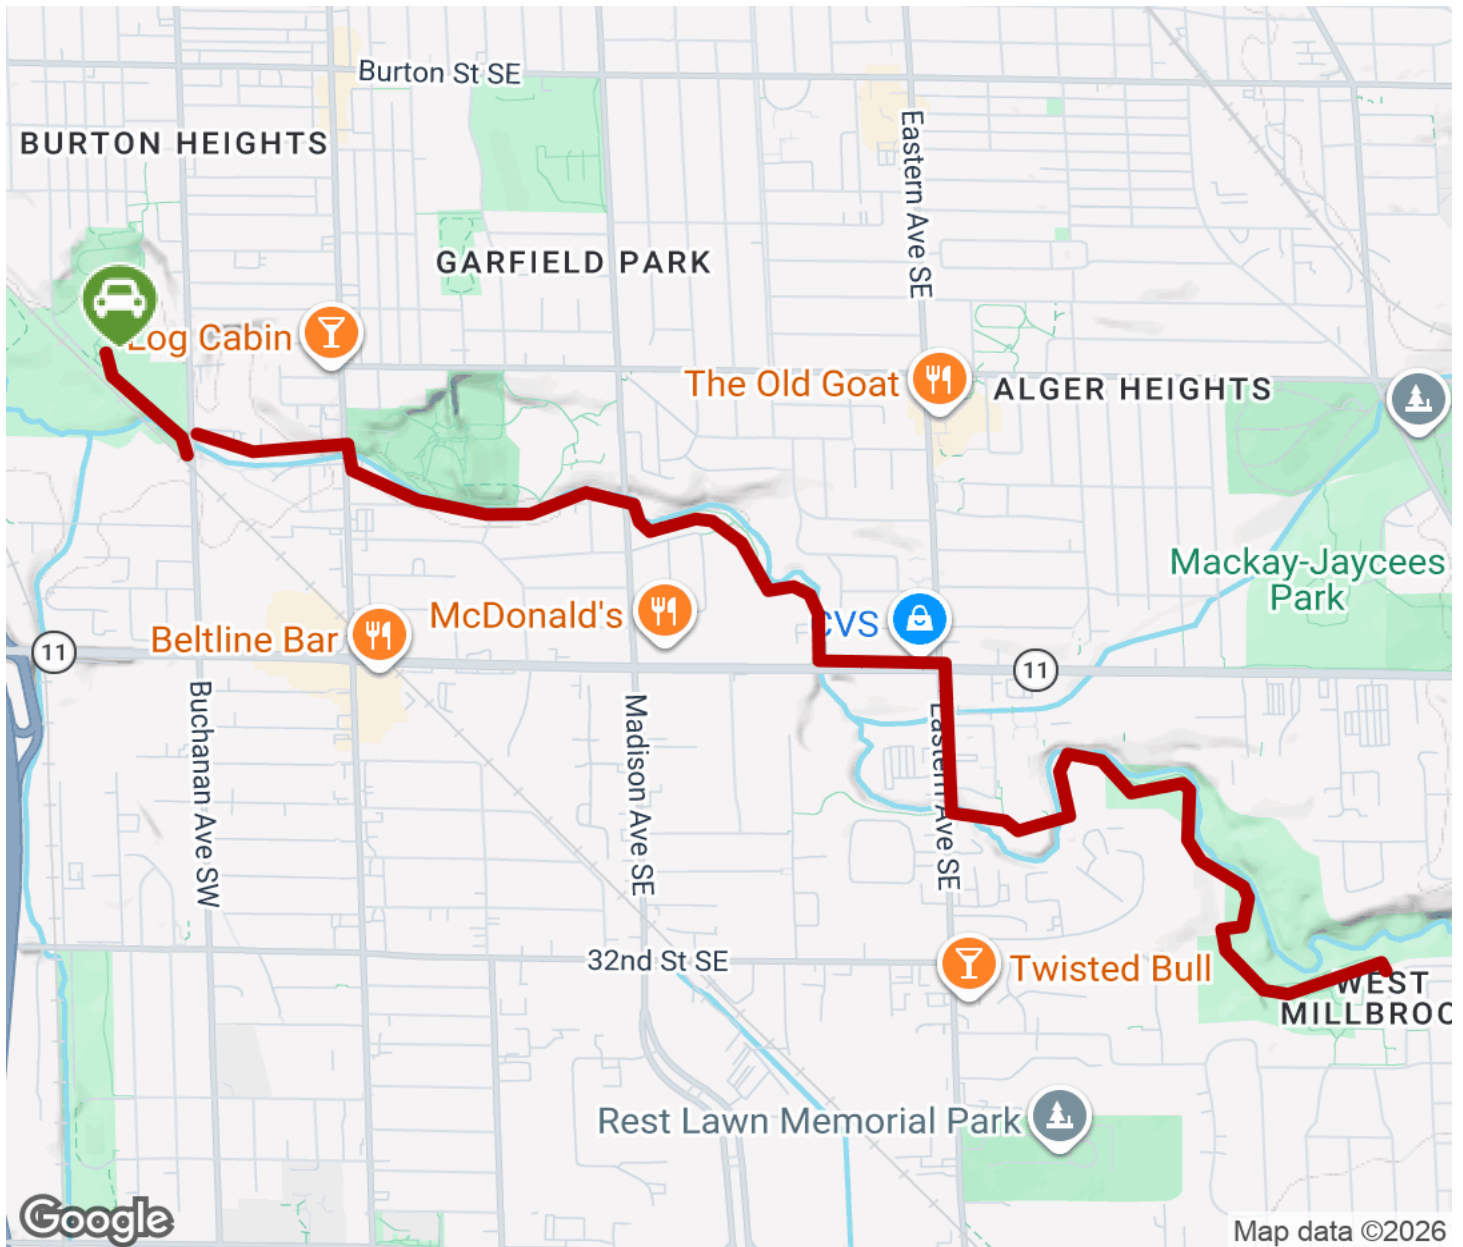 Burton St SE
BURTON HEIGHTS
Eastern Ave SE
GARFIELD PARK
Log Cabin
The Old Goat
ALGER HEIGHTS
Mackay-Jaycees
Park
McDonald's
CVS
Beltline Bar
11
11
Buchanan Ave SW
Madison Ave SE
Eastern Ave SE
32nd St SE
Twisted Bull
WEST
MILLBROO
Rest Lawn Memorial Park
Google
Map data ©2026